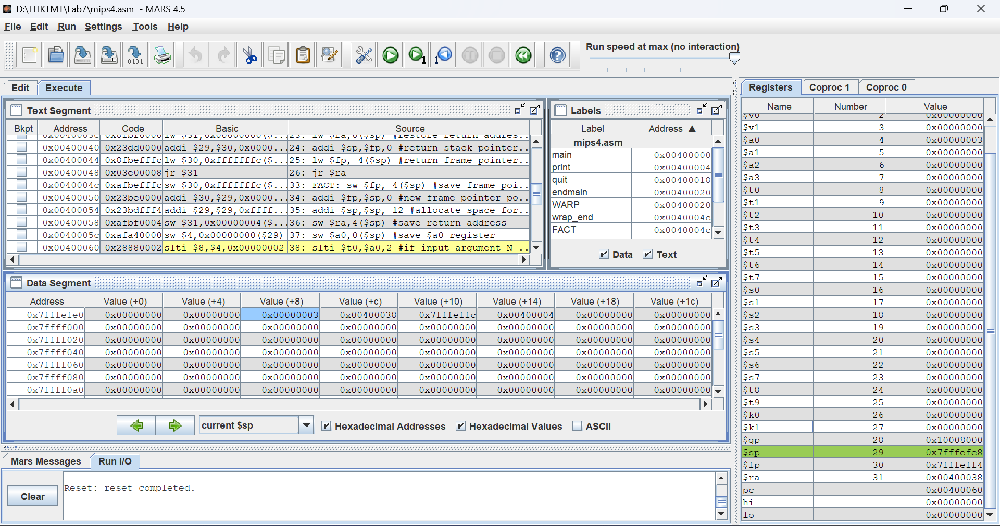 D:\THKTMT\Lab7\mips4.asm - MARS 4.5
File Edit Run Settings Tools Help
Run speed at max (no interaction)
Edit Execute
Text Segment
Bkpt Address Code Basic Source
0x0040003c 0x8fbf0000 lw $31,0x00000000($... 23: lw $ra,0($sp) #restore return addres..
0x00400040 0x23dd0000 addi $29,$30,0x0000... 24: addi $sp,$fp,0 #return stack pointer..
0x00400044 0x8fbefffc lw $30,0xfffffffc($... 25: lw $fp,-4($sp) #return frame pointer..
0x00400048 0x03e00008 jr $31 26: jr $ra
0x0040004c 0xafbefffc sw $30,0xfffffffc($... 33: FACT: sw $fp,-4($sp) #save frame poi..
0x00400050 0x23be0000 addi $30,$29,0x0000... 34: addi $fp,$sp,0 #new frame pointer po..
0x00400054 0x23bdfff4 addi $29,$29,0xffff... 35: addi $sp,$sp,-12 #allocate space for..
0x00400058 0xafbf0004 sw $31,0x00000004($... 36: sw $ra,4($sp) #save return address
0x0040005c 0xafa40000 sw $4,0x00000000($29) 37: sw $a0,0($sp) #save $a0 register
0x00400060 0x28880002 slti $8,$4,0x00000002 38: slti $t0,$a0,2 #if input argument N ..
Labels
Label Address ▲
mips4.asm
main 0x00400000
print 0x00400004
quit 0x00400018
endmain 0x00400020
WARP 0x00400020
wrap_end 0x0040004c
FACT 0x0040004c
Data Text
Data Segment
Address Value (+0) Value (+4) Value (+8) Value (+c) Value (+10) Value (+14) Value (+18) Value (+1c)
0x7fffefe0 0x00000000 0x00000000 0x00000003 0x00400038 0x7fffeffc 0x00400004 0x00000000 0x00000000
0x7ffff000 0x00000000 0x00000000 0x00000000 0x00000000 0x00000000 0x00000000 0x00000000 0x00000000
0x7ffff020 0x00000000 0x00000000 0x00000000 0x00000000 0x00000000 0x00000000 0x00000000 0x00000000
0x7ffff040 0x00000000 0x00000000 0x00000000 0x00000000 0x00000000 0x00000000 0x00000000 0x00000000
0x7ffff060 0x00000000 0x00000000 0x00000000 0x00000000 0x00000000 0x00000000 0x00000000 0x00000000
0x7ffff080 0x00000000 0x00000000 0x00000000 0x00000000 0x00000000 0x00000000 0x00000000 0x00000000
0x7ffff0a0 0x00000000 0x00000000 0x00000000 0x00000000 0x00000000 0x00000000 0x00000000 0x00000000
current $sp Hexadecimal Addresses Hexadecimal Values ASCII
Mars Messages Run I/O
Clear
Reset: reset completed.
Registers Coproc 1 Coproc 0
Name Number Value
$v0 2 0x00000000
$v1 3 0x00000000
$a0 4 0x00000003
$a1 5 0x00000000
$a2 6 0x00000000
$a3 7 0x00000000
$t0 8 0x00000000
$t1 9 0x00000000
$t2 10 0x00000000
$t3 11 0x00000000
$t4 12 0x00000000
$t5 13 0x00000000
$t6 14 0x00000000
$t7 15 0x00000000
$s0 16 0x00000000
$s1 17 0x00000000
$s2 18 0x00000000
$s3 19 0x00000000
$s4 20 0x00000000
$s5 21 0x00000000
$s6 22 0x00000000
$s7 23 0x00000000
$t8 24 0x00000000
$t9 25 0x00000000
$k0 26 0x00000000
$k1 27 0x00000000
$gp 28 0x10008000
$sp 29 0x7fffefe8
$fp 30 0x7fffeff4
$ra 31 0x00400038
pc 0x00400060
hi 0x00000000
lo 0x00000000